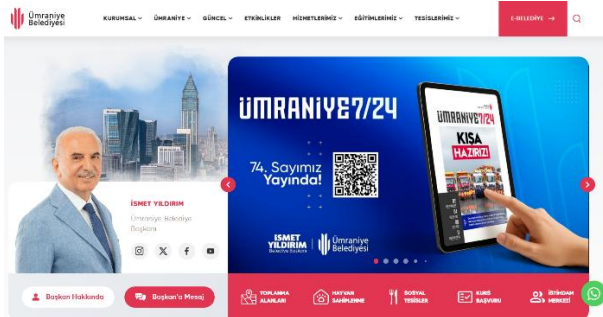 Ümraniye
Belediyesi
KURUMSAL
ÜMRANİYE
GÜNCEL
ETKİNLİKLER
HİZMETLERİMİZ
EĞİTİMLERİMİZ
TESİSLERİMİZ
E-BELEDİYE →
ÜMRANİYE7/24
74. Sayımız
Yayında!
ÜMRANİYE7/24
KISA
HAZIRIZ!
İSMET YILDIRIM
Ümraniye Belediye
Başkanı
İSMET
YILDIRIM
Belediye Başkanı
Ümraniye
Belediyesi
Başkan Hakkında
Başkan'a Mesaj
TOPLANMA
ALANLARI
HAYVAN
SAHİPLENME
SOSYAL
TESİSLER
KURS
BAŞVURU
İSTİHDAM
MERKEZİ